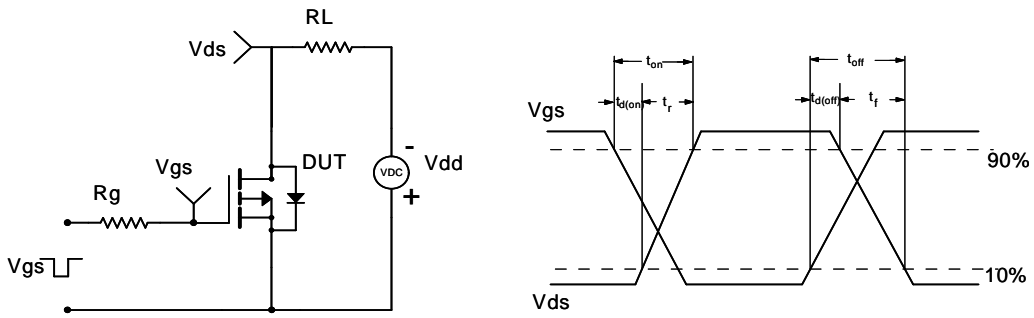 RL
Vds
Vgs
DUT
VDC
-
+
Vdd
Rg
Vgs
ton
toff
td(on)
tr
td(off)
tf
Vgs
90%
10%
Vds